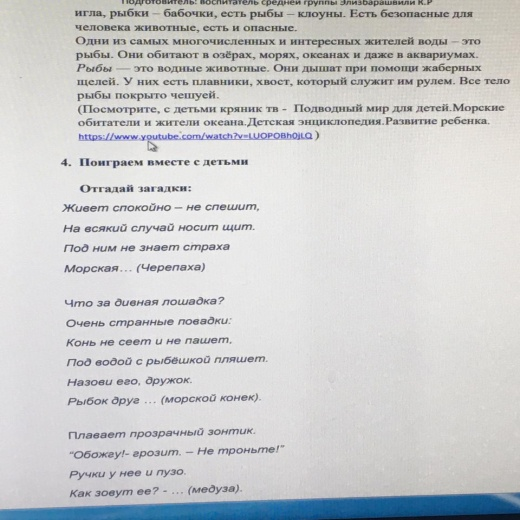 Подготовитель: воспитатель средней группы Элизбарашвили К.Р
игла, рыбки – бабочки, есть рыбы – клоуны. Есть безопасные для
человека животные, есть и опасные.
Одни из самых многочисленных и интересных жителей воды – это
рыбы. Они обитают в озёрах, морях, океанах и даже в аквариумах.
Рыбы — это водные животные. Они дышат при помощи жаберных
щелей. У них есть плавники, хвост, который служит им рулем. Все тело
рыбы покрыто чешуей.
(Посмотрите, с детьми кряник тв - Подводный мир для детей.Морские
обитатели и жители океана.Детская энциклопедия.Развитие ребенка.
https://www.youtube.com/watch?v=LUOPOBh0jLQ )
4. Поиграем вместе с детьми
Отгадай загадки:
Живет спокойно – не спешит,
На всякий случай носит щит.
Под ним не знает страха
Морская… (Черепаха)
Что за дивная лошадка?
Очень странные повадки:
Конь не сеет и не пашет,
Под водой с рыбёшкой пляшет.
Назови его, дружок.
Рыбок друг … (морской конек).
Плавает прозрачный зонтик.
"Обожгу!- грозит. – Не троньте!"
Ручки у нее и пузо.
Как зовут ее? - … (медуза).